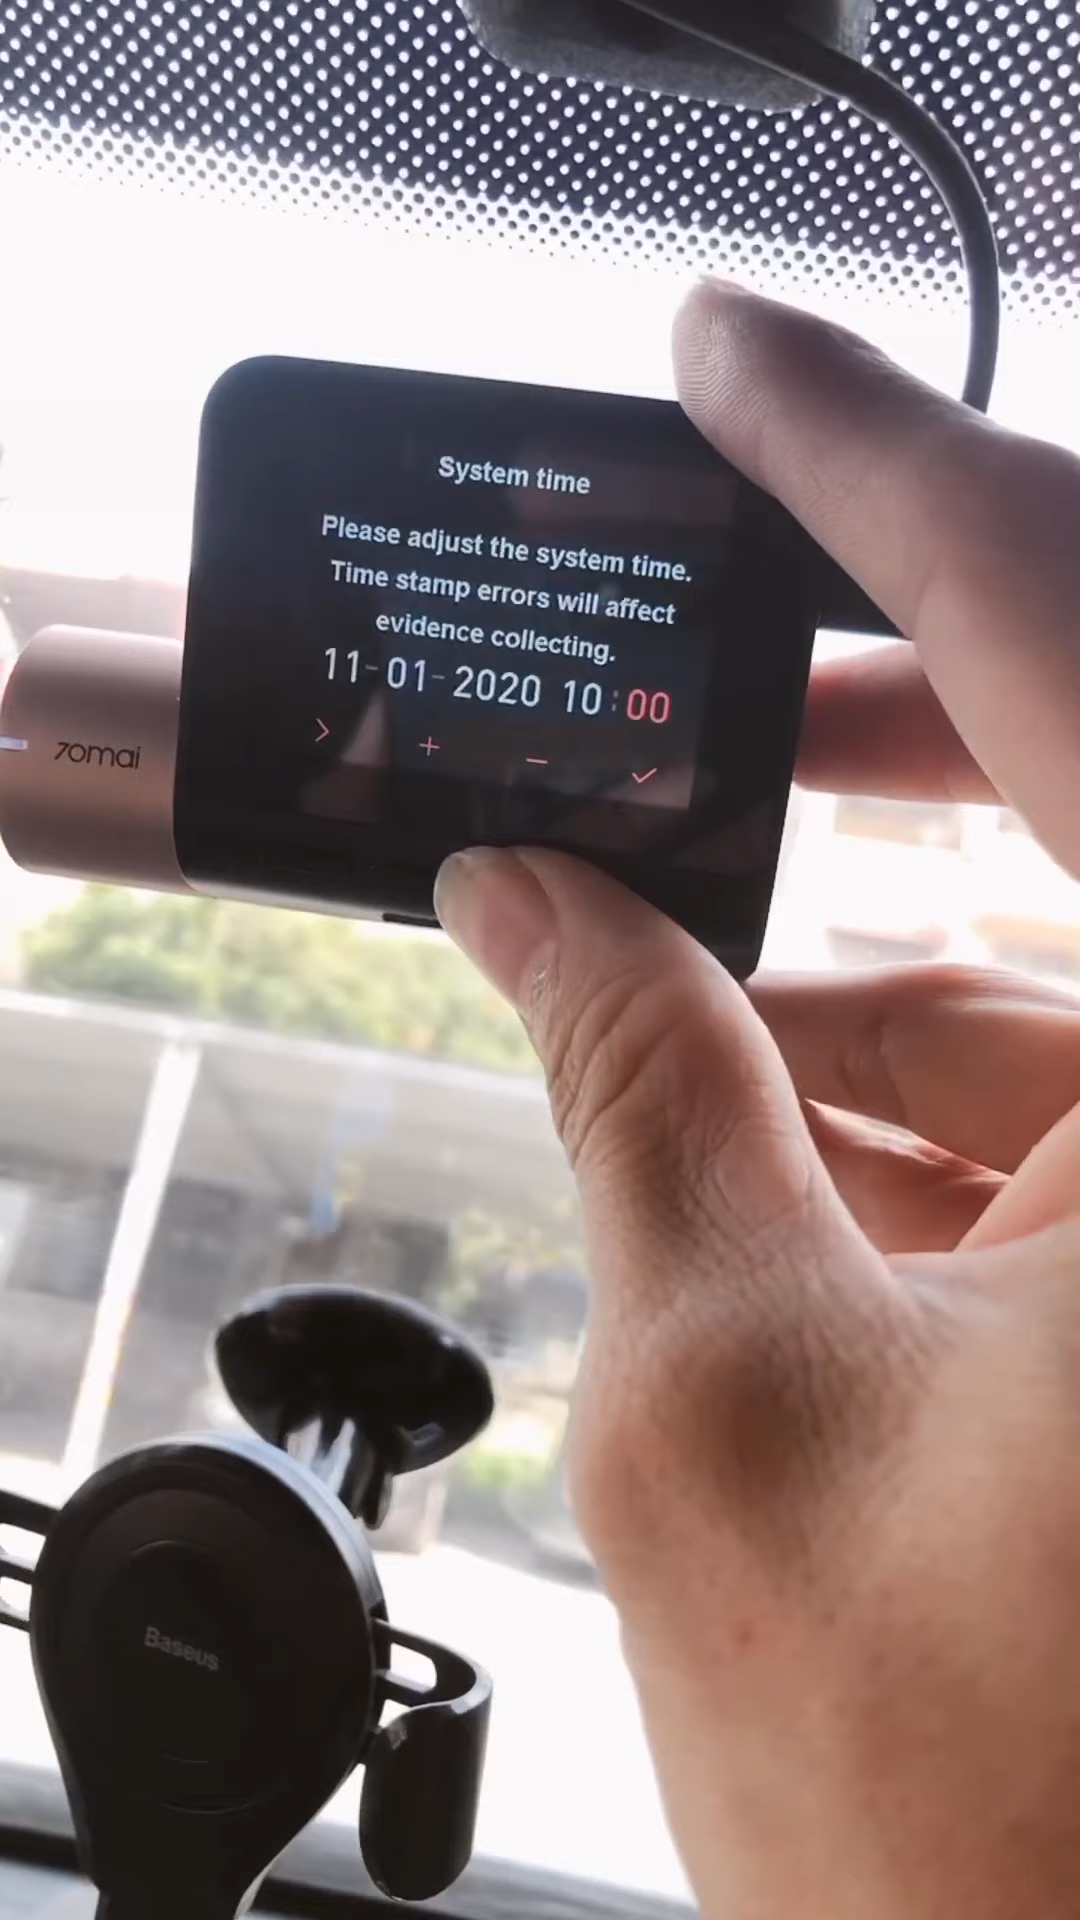 System time
Please adjust the system time.
Time stamp errors will affect
evidence collecting.
11-01-2020 10:00
70mai
Baseus